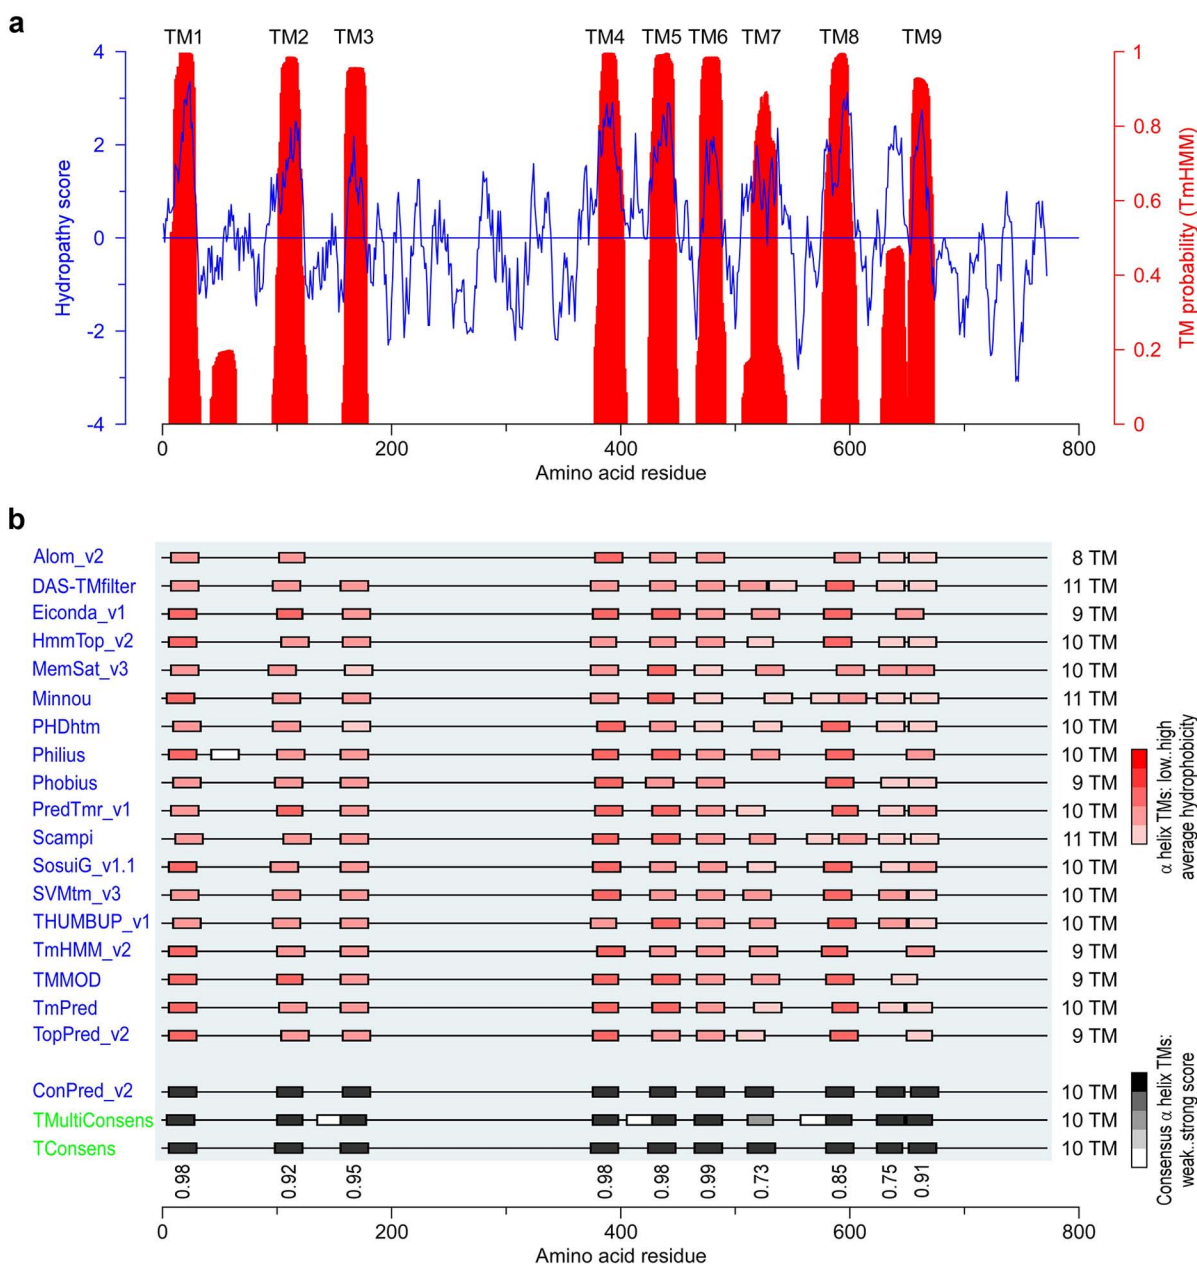 a
TM1 TM2 TM3 TM4 TM5 TM6 TM7 TM8 TM9
4 1
0.8
2
0.6
0
0.4
-2
0.2
-4 0
Hydropathy score
TM probability (TmHMM)
0 200 400 600 800
Amino acid residue
b
Alom_v2 8 TM
DAS-TMfilter 11 TM
Eiconda_v1 9 TM
HmmTop_v2 10 TM
MemSat_v3 10 TM
Minnou 11 TM
PHDhtm 10 TM
Philius 10 TM
Phobius 9 TM
PredTmr_v1 10 TM
Scampi 11 TM
SosuiG_v1.1 10 TM
SVMtm_v3 10 TM
THUMBUP_v1 10 TM
TmHMM_v2 9 TM
TMMOD 9 TM
TmPred 10 TM
TopPred_v2 9 TM
ConPred_v2 10 TM
TMultiConsens 10 TM
TConsens 10 TM
α helix TMs: low..high
average hydrophobicity
Consensus α helix TMs:
weak..strong score
0.98 0.92 0.95 0.98 0.98 0.99 0.73 0.85 0.75 0.91
0 200 400 600 800
Amino acid residue